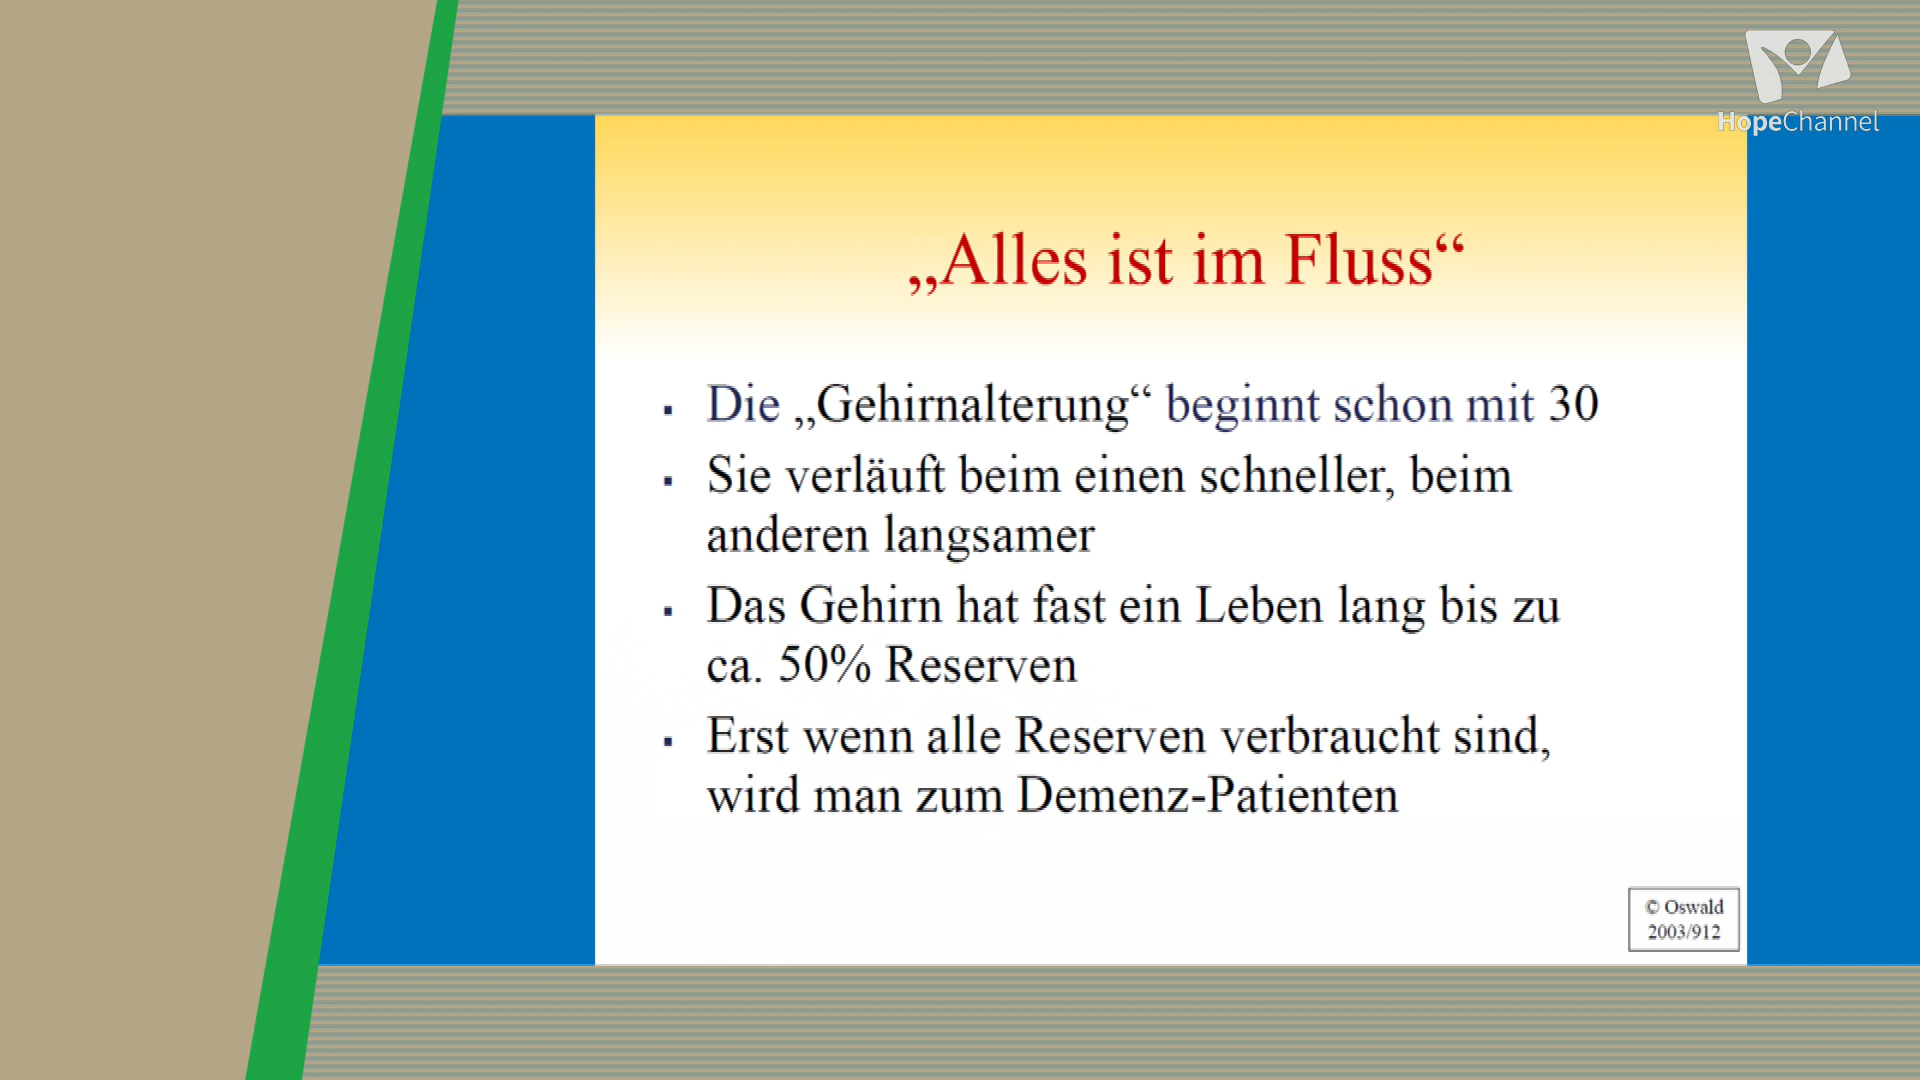 HopeChannel
„Alles ist im Fluss“
▪ Die „Gehirnalterung“ beginnt schon mit 30
▪ Sie verläuft beim einen schneller, beim
anderen langsamer
▪ Das Gehirn hat fast ein Leben lang bis zu
ca. 50% Reserven
▪ Erst wenn alle Reserven verbraucht sind,
wird man zum Demenz-Patienten
© Oswald
2003/912